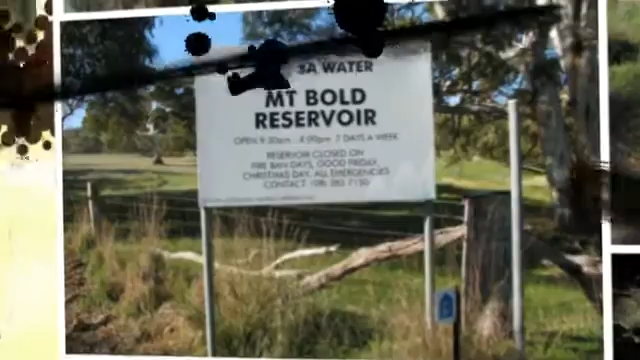 SA WATER
MT BOLD
RESERVOIR
OPEN 9.30am - 4.00pm 7 DAYS A WEEK
RESERVOIR CLOSED ON
FIRE BAN DAYS, GOOD FRIDAY,
CHRISTMAS DAY, ALL EMERGENCIES
CONTACT